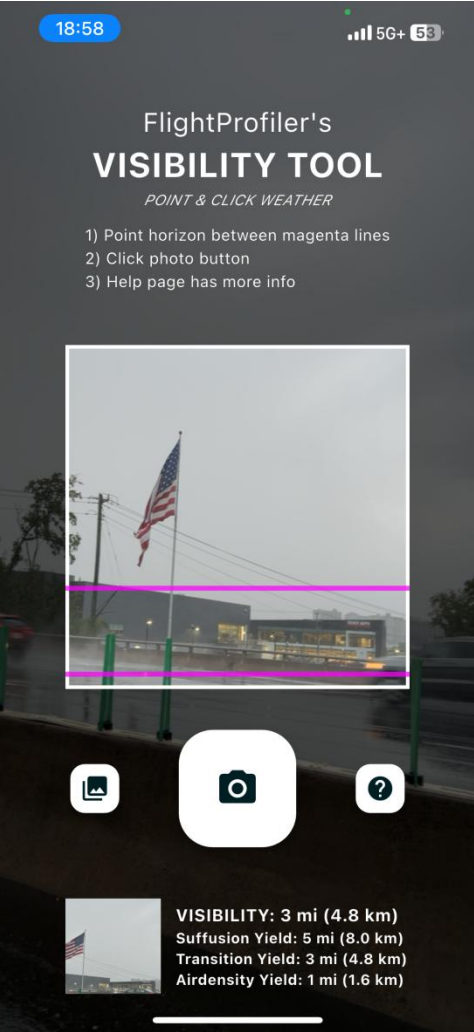 18:58
5G+ 53
FlightProfiler's
VISIBILITY TOOL
POINT & CLICK WEATHER
1) Point horizon between magenta lines
2) Click photo button
3) Help page has more info
?
VISIBILITY: 3 mi (4.8 km)
Suffusion Yield: 5 mi (8.0 km)
Transition Yield: 3 mi (4.8 km)
Airdensity Yield: 1 mi (1.6 km)